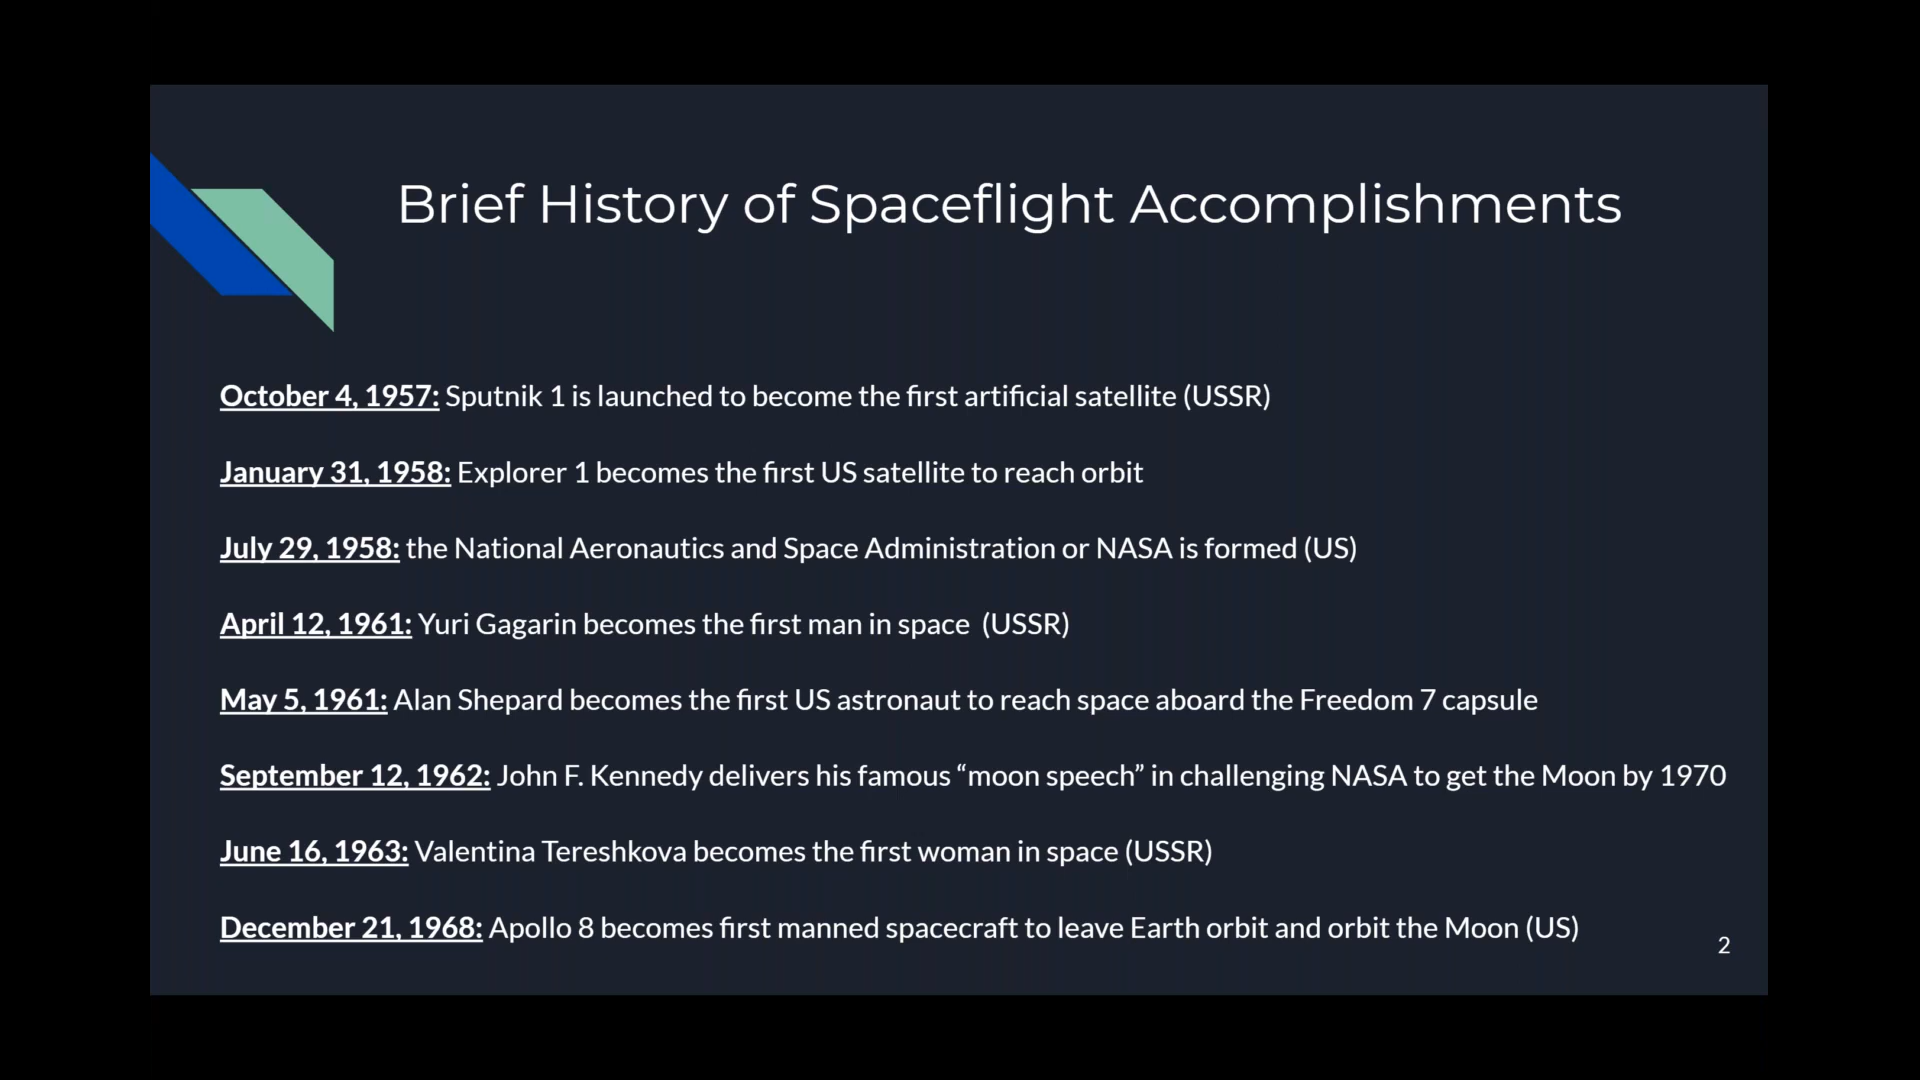 Brief History of Spaceflight Accomplishments
October 4, 1957: Sputnik 1 is launched to become the first artificial satellite (USSR)
January 31, 1958: Explorer 1 becomes the first US satellite to reach orbit
July 29, 1958: the National Aeronautics and Space Administration or NASA is formed (US)
April 12, 1961: Yuri Gagarin becomes the first man in space  (USSR)
May 5, 1961: Alan Shepard becomes the first US astronaut to reach space aboard the Freedom 7 capsule
September 12, 1962: John F. Kennedy delivers his famous “moon speech” in challenging NASA to get the Moon by 1970
June 16, 1963: Valentina Tereshkova becomes the first woman in space (USSR)
December 21, 1968: Apollo 8 becomes first manned spacecraft to leave Earth orbit and orbit the Moon (US)
2